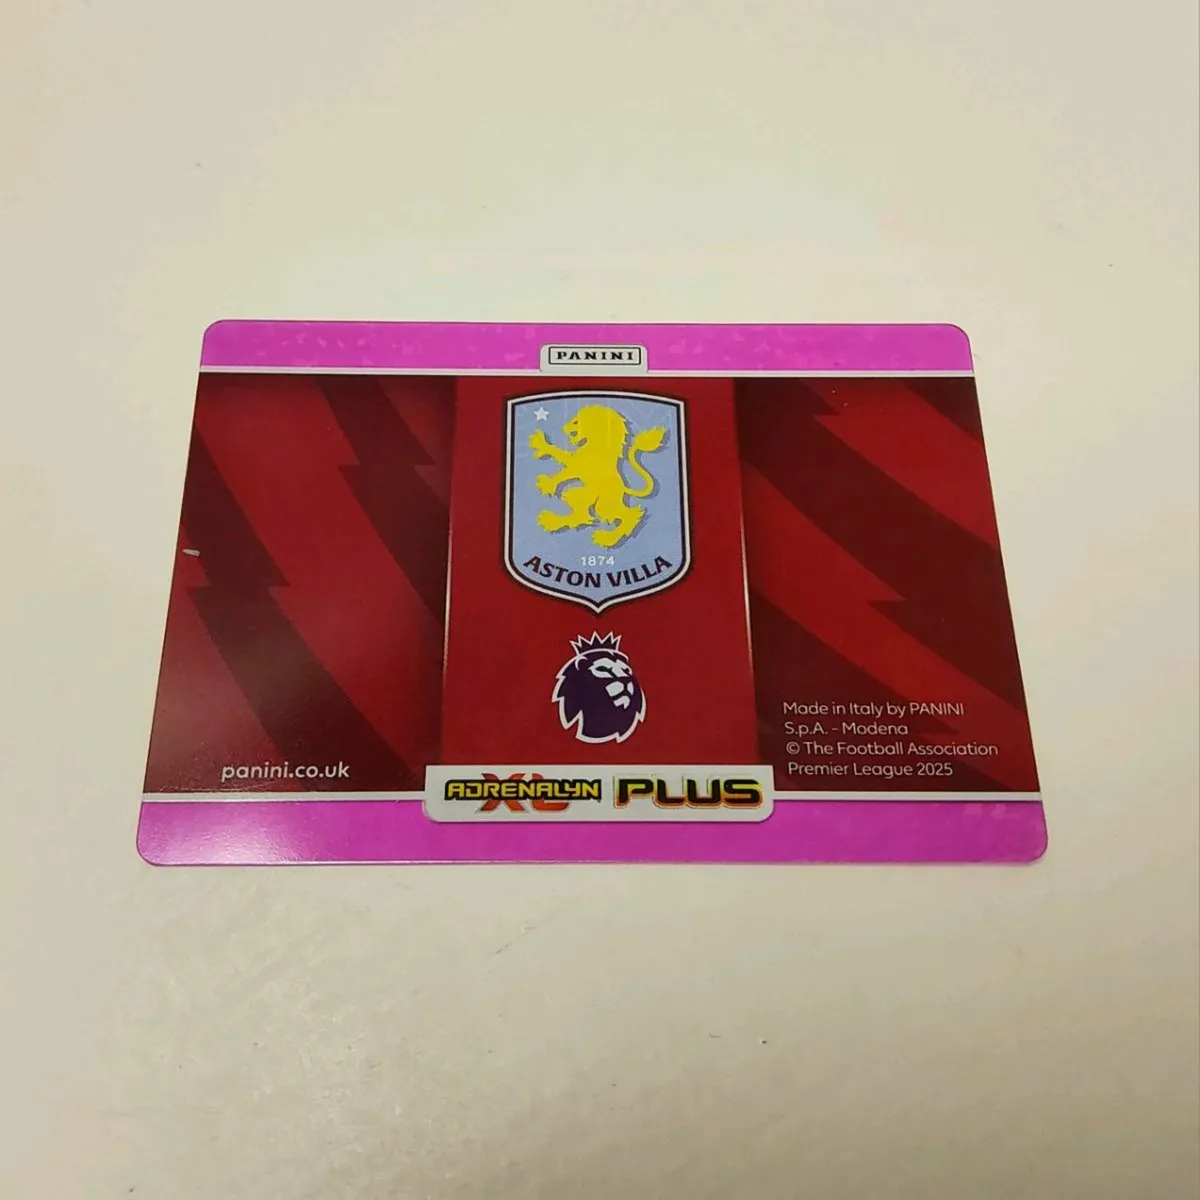 PANINI
1874
ASTON VILLA
panini.co.uk
Made in Italy by PANINI
S.p.A. - Modena
© The Football Association
Premier League 2025
ADRENALYN XL PLUS